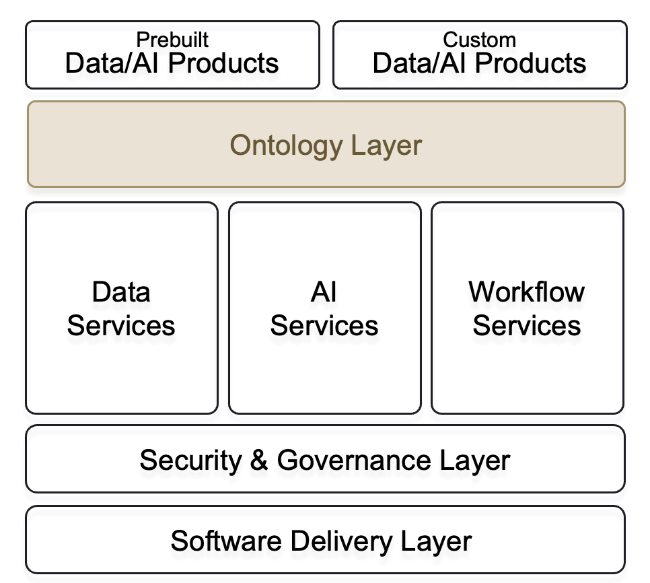 Prebuilt
Data/AI Products
Custom
Data/AI Products
Ontology Layer
Data
Services
AI
Services
Workflow
Services
Security & Governance Layer
Software Delivery Layer